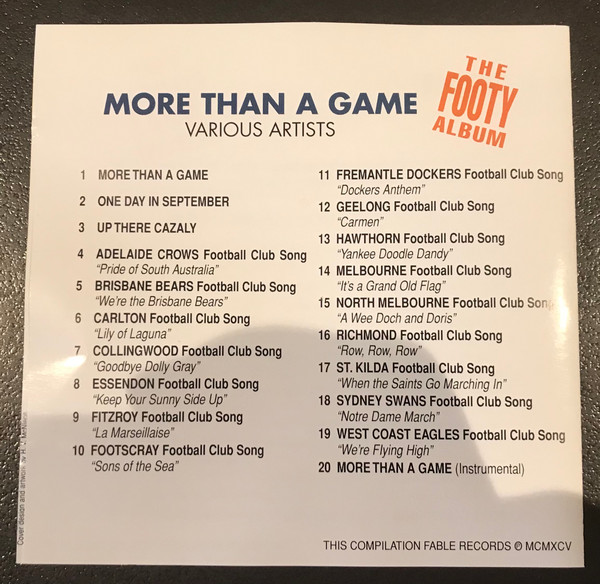 MORE THAN A GAME
VARIOUS ARTISTS
THE
FOOTY
ALBUM
1 MORE THAN A GAME
2 ONE DAY IN SEPTEMBER
3 UP THERE CAZALY
4 ADELAIDE CROWS Football Club Song
"Pride of South Australia"
5 BRISBANE BEARS Football Club Song
"We're the Brisbane Bears"
6 CARLTON Football Club Song
"Lily of Laguna"
7 COLLINGWOOD Football Club Song
"Goodbye Dolly Gray"
8 ESSENDON Football Club Song
"Keep Your Sunny Side Up"
9 FITZROY Football Club Song
"La Marseillaise"
10 FOOTSCRAY Football Club Song
"Sons of the Sea"
11 FREMANTLE DOCKERS Football Club Song
"Dockers Anthem"
12 GEELONG Football Club Song
"Carmen"
13 HAWTHORN Football Club Song
"Yankee Doodle Dandy"
14 MELBOURNE Football Club Song
"It's a Grand Old Flag"
15 NORTH MELBOURNE Football Club Song
"A Wee Doch and Doris"
16 RICHMOND Football Club Song
"Row, Row, Row"
17 ST. KILDA Football Club Song
"When the Saints Go Marching In"
18 SYDNEY SWANS Football Club Song
"Notre Dame March"
19 WEST COAST EAGLES Football Club Song
"We're Flying High"
20 MORE THAN A GAME (Instrumental)
THIS COMPILATION FABLE RECORDS ℗ MCMXCV
Cover design and